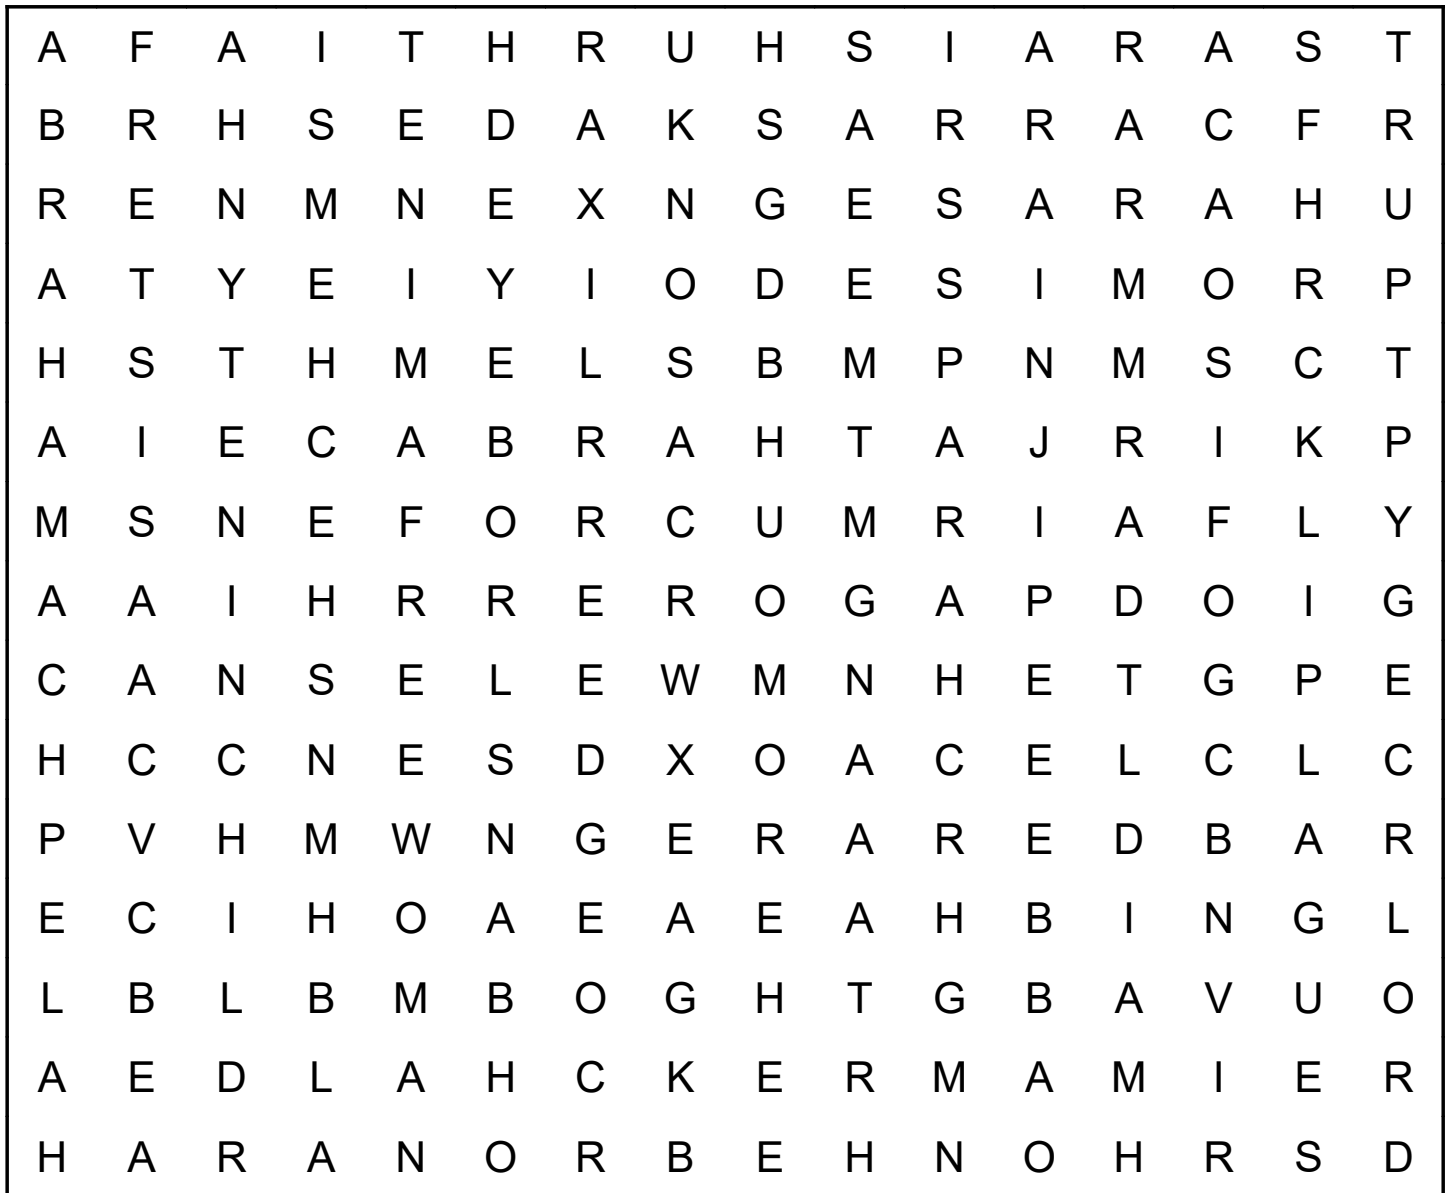 A F A I T H R U H S I A R A S T
B R H S E D A K S A R R A C F R
R E N M N E X N G E S A R A H U
A T Y E I Y I O D E S I M O R P
H S T H M E L S B M P N M S C T
A I E C A B R A H T A J R I K P
M S N E F O R C U M R I A F L Y
A A I H R R E R O G A P D O I G
C A N S E L E W M N H E T G P E
H C C N E S D X O A C E L C L C
P V H M W N G E R A R E D B A R
E C I H O A E A E A H B I N G L
L B L B M B O G H T G B A V U O
A E D L A H C K E R M A M I E R
H A R A N O R B E H N O H R S D